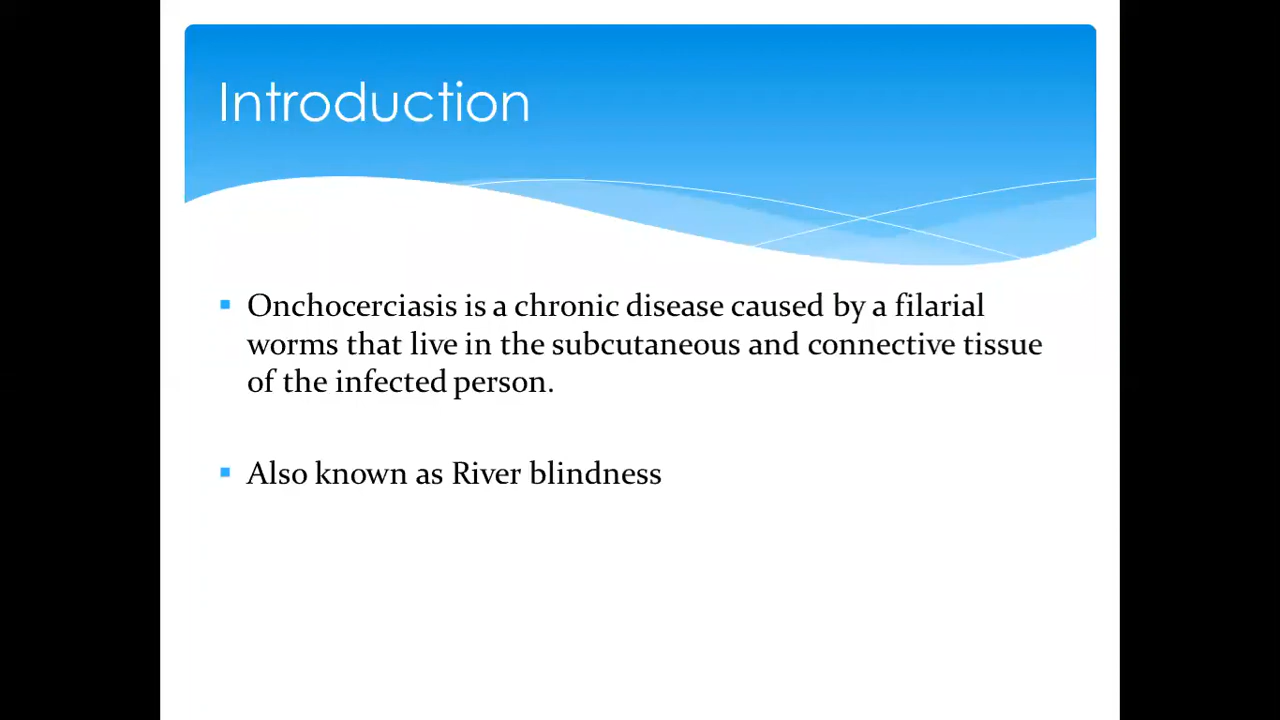 Introduction
Onchocerciasis is a chronic disease caused by a filarial
worms that live in the subcutaneous and connective tissue
of the infected person.
Also known as River blindness